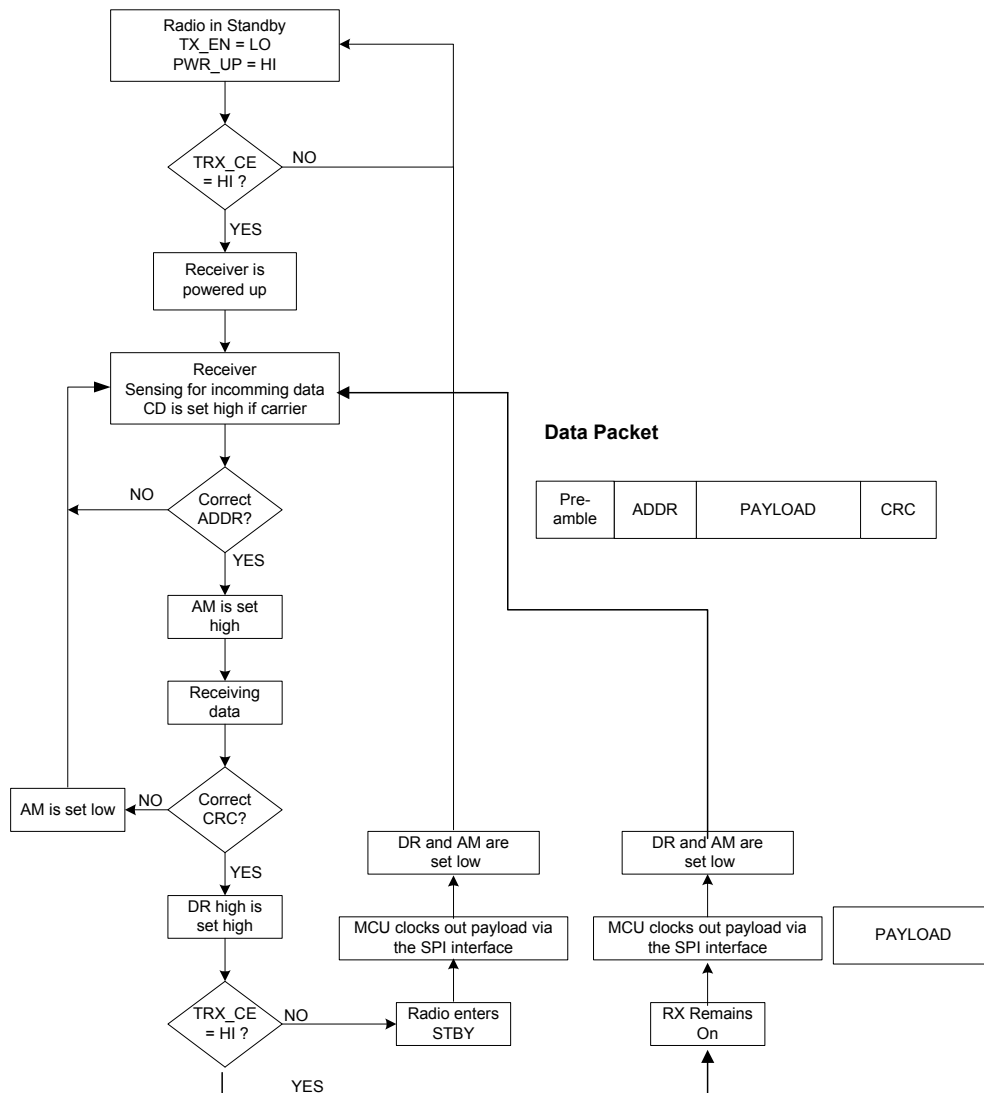 Radio in Standby
TX_EN = LO
PWR_UP = HI
TRX_CE
= HI ?
NO
YES
Receiver is
powered up
Receiver
Sensing for incomming data
CD is set high if carrier
Data Packet
Pre-
amble
ADDR
PAYLOAD
CRC
NO
Correct
ADDR?
YES
AM is set
high
Receiving
data
Correct
CRC?
NO
AM is set low
YES
DR high is
set high
TRX_CE
= HI ?
NO
Radio enters
STBY
MCU clocks out payload via
the SPI interface
DR and AM are
set low
YES
RX Remains
On
MCU clocks out payload via
the SPI interface
PAYLOAD
DR and AM are
set low